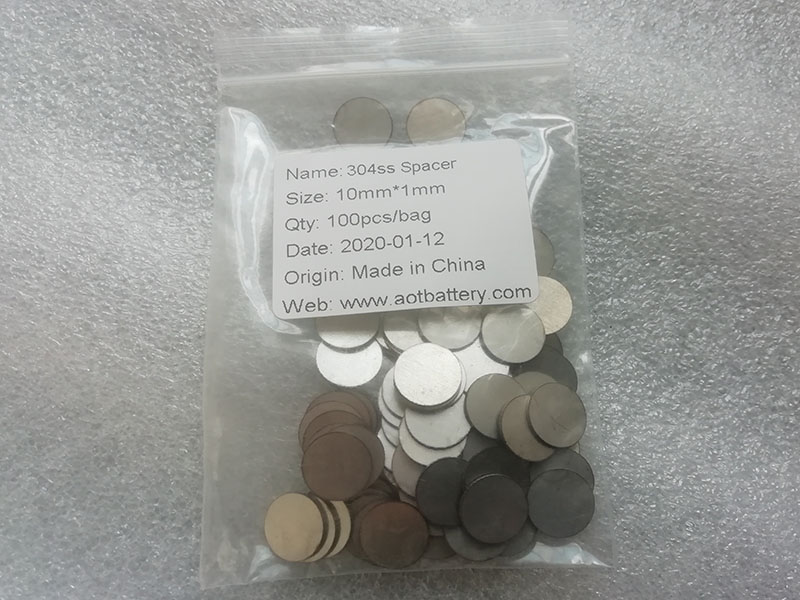 Name: 304ss Spacer
Size: 10mm*1mm
Qty: 100pcs/bag
Date: 2020-01-12
Origin: Made in China
Web: www.aotbattery.com